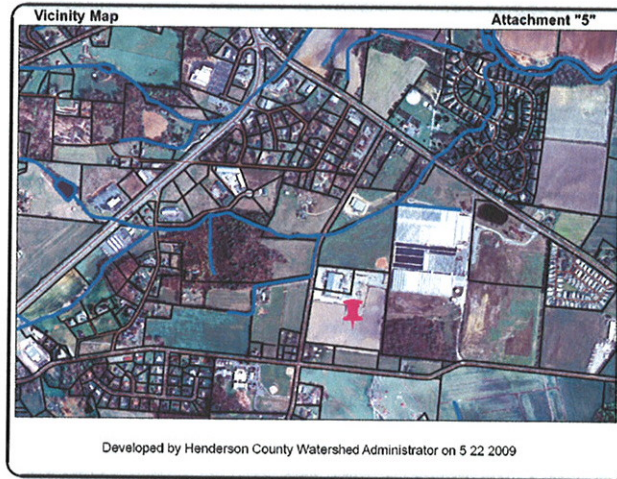 Vicinity Map
Attachment "5"
Developed by Henderson County Watershed Administrator on 5 22 2009